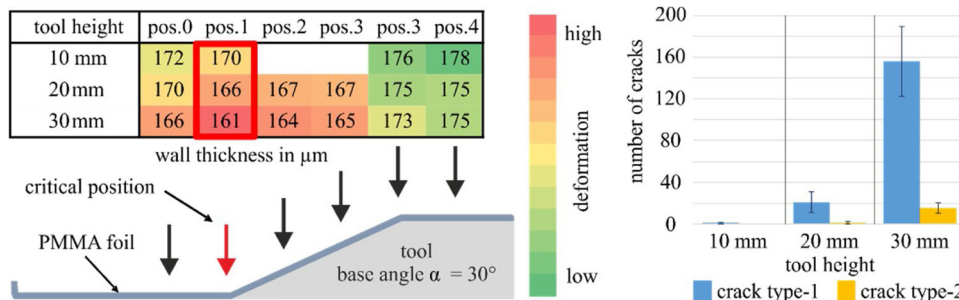 tool height pos.0 pos.1 pos.2 pos.3 pos.3 pos.4
10 mm 172 170 176 178
20 mm 170 166 167 167 175 175
30 mm 166 161 164 165 173 175
wall thickness in µm
critical position
PMMA foil
tool
base angle α = 30°
high
deformation
low
number of cracks
200
160
120
80
40
0
10 mm 20 mm 30 mm
tool height
crack type-1 crack type-2